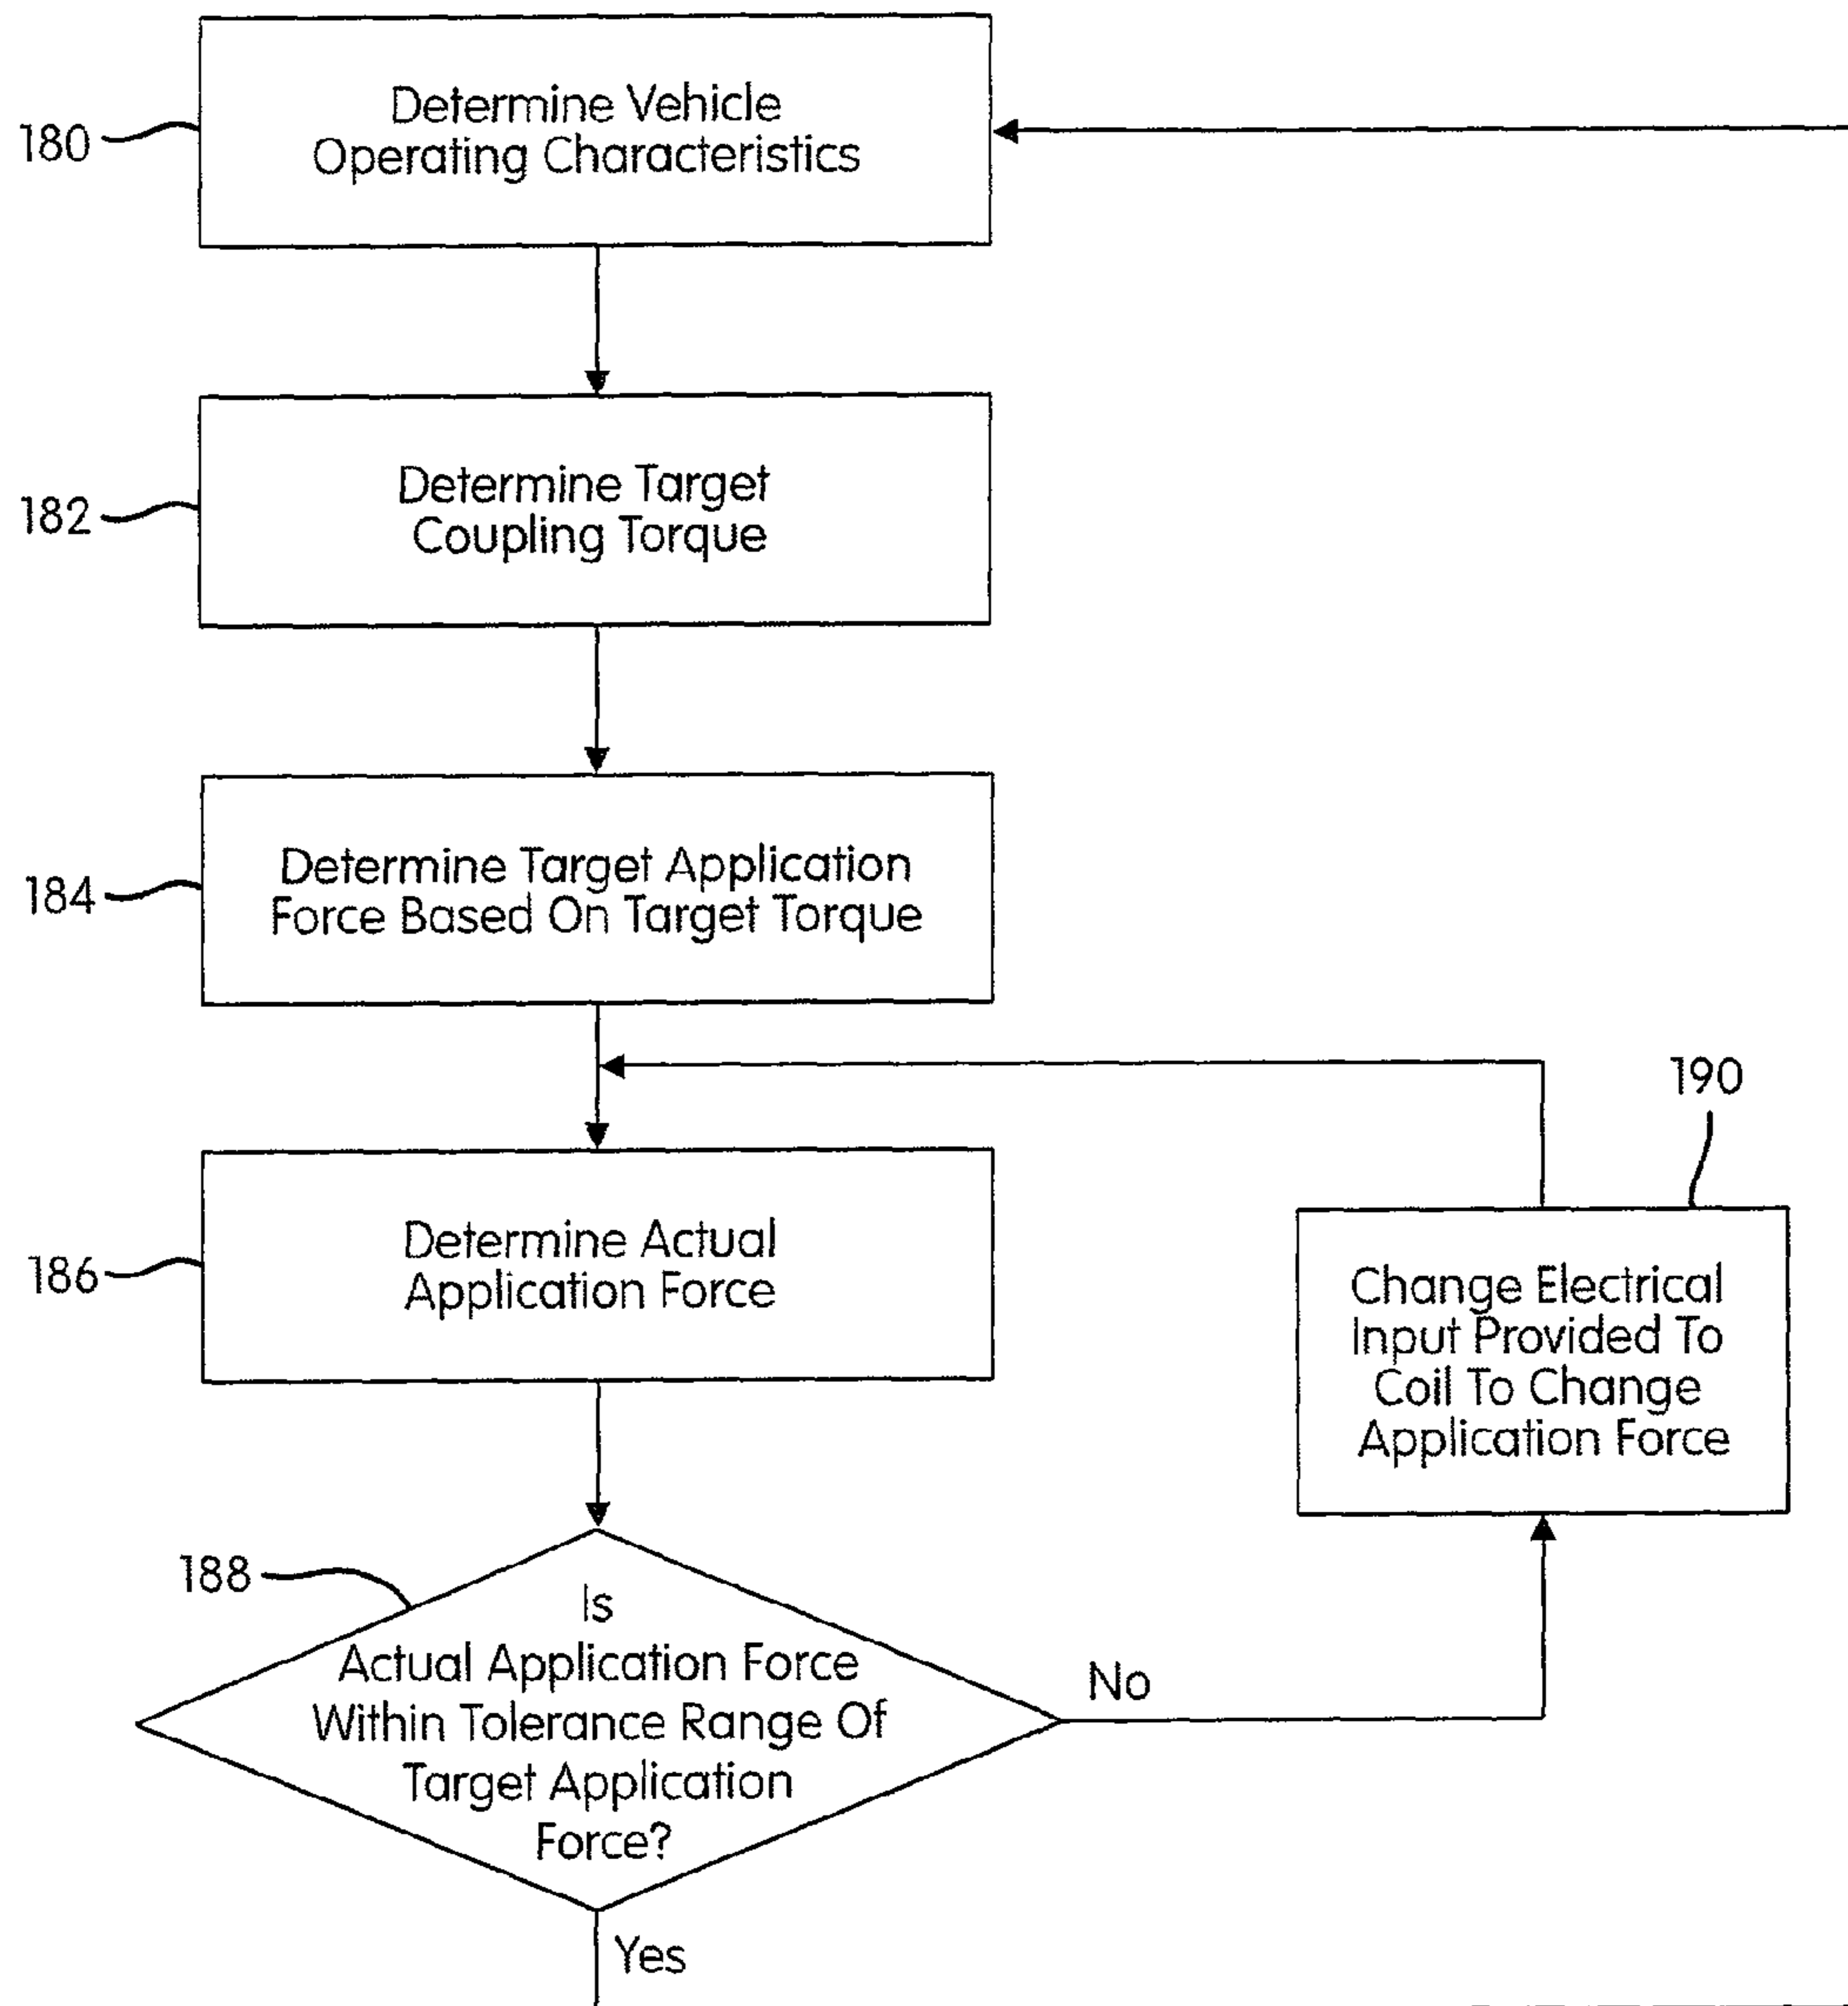 180
Determine Vehicle
Operating Characteristics
182
Determine Target
Coupling Torque
184
Determine Target Application
Force Based On Target Torque
186
Determine Actual
Application Force
190
Change Electrical
Input Provided To
Coil To Change
Application Force
188
Is
Actual Application Force
Within Tolerance Range Of
Target Application
Force?
No
Yes